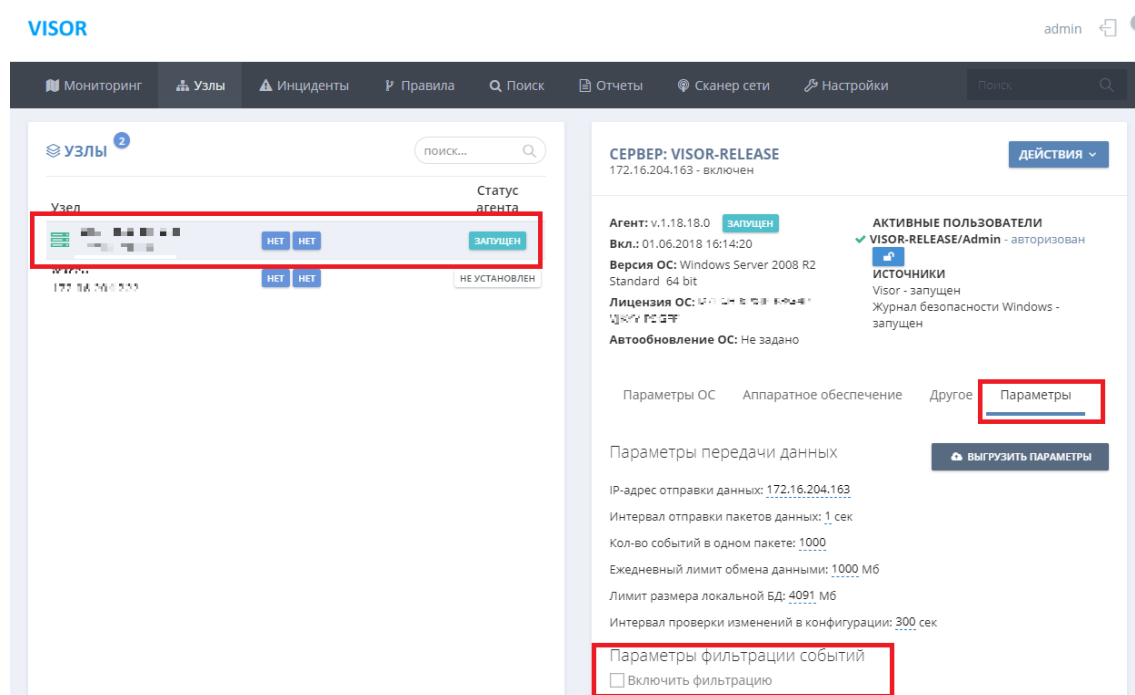 VISOR
admin
Мониторинг Узлы Инциденты Правила Поиск Отчеты Сканер сети Настройки Поиск
УЗЛЫ 2
поиск...
Узел Статус агента
НЕТ НЕТ ЗАПУЩЕН
НЕТ НЕТ НЕ УСТАНОВЛЕН
СЕРВЕР: VISOR-RELEASE
172.16.204.163 - включен
ДЕЙСТВИЯ
Агент: v.1.18.18.0 ЗАПУЩЕН
Вкл.: 01.06.2018 16:14:20
Версия ОС: Windows Server 2008 R2
Standard 64 bit
Лицензия ОС:
Автообновление ОС: Не задано
АКТИВНЫЕ ПОЛЬЗОВАТЕЛИ
VISOR-RELEASE/Admin - авторизован
ИСТОЧНИКИ
Visor - запущен
Журнал безопасности Windows -
запущен
Параметры ОС Аппаратное обеспечение Другое Параметры
Параметры передачи данных
ВЫГРУЗИТЬ ПАРАМЕТРЫ
IP-адрес отправки данных: 172.16.204.163
Интервал отправки пакетов данных: 1 сек
Кол-во событий в одном пакете: 1000
Ежедневный лимит обмена данными: 1000 Мб
Лимит размера локальной БД: 4091 Мб
Интервал проверки изменений в конфигурации: 300 сек
Параметры фильтрации событий
Включить фильтрацию